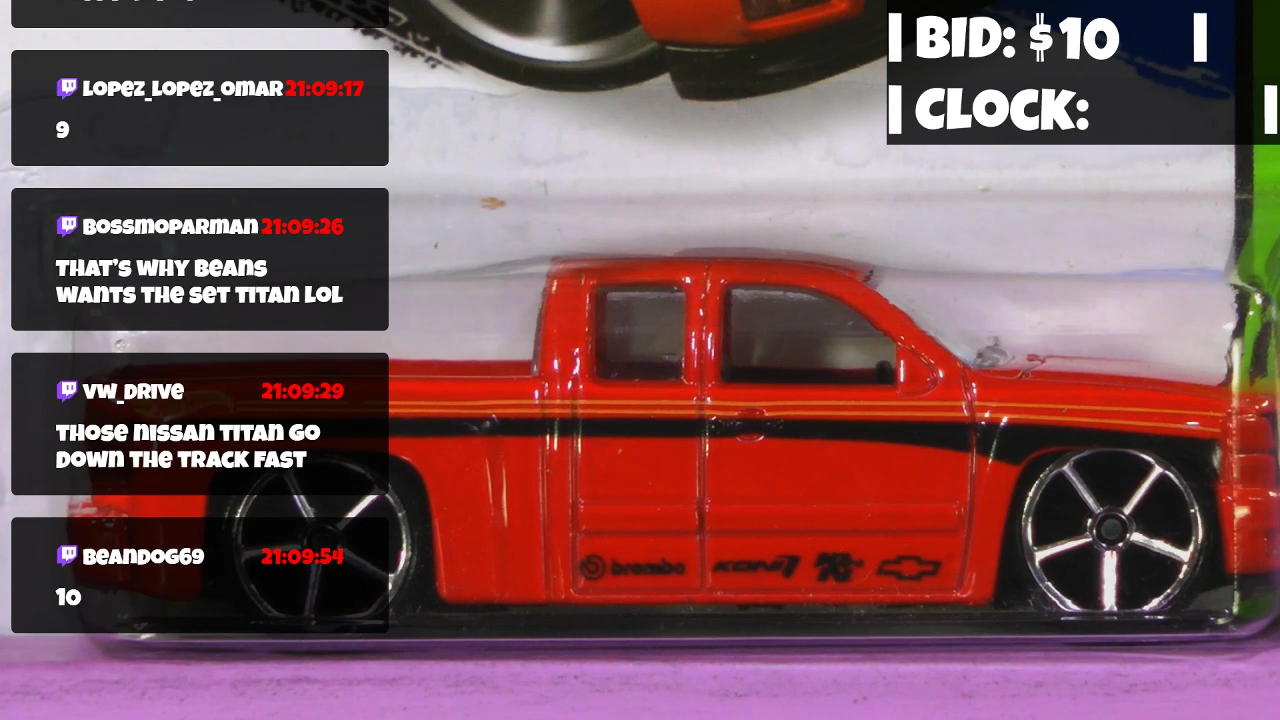 Lopez_Lopez_Omar 21:09:17
9
BossmoparMan 21:09:26
THAT'S WHY Beans
WANTS THE SET TITAN LOL
VW_Drive 21:09:29
THOSE NISSAN TITAN GO
DOWN THE TRACK FAST
Beandog69 21:09:54
10
| BID: $10 |
| CLOCK: |
brembo
KONI
K&N